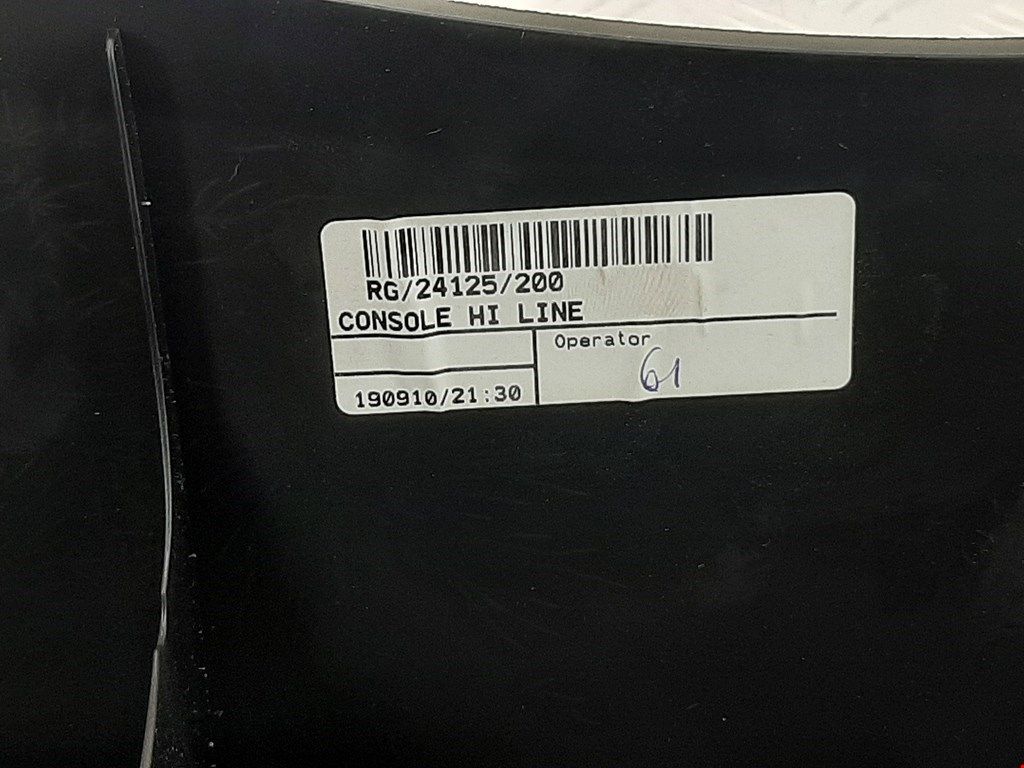 RG/24125/200
CONSOLE HI LINE
Operator
61
190910/21:30